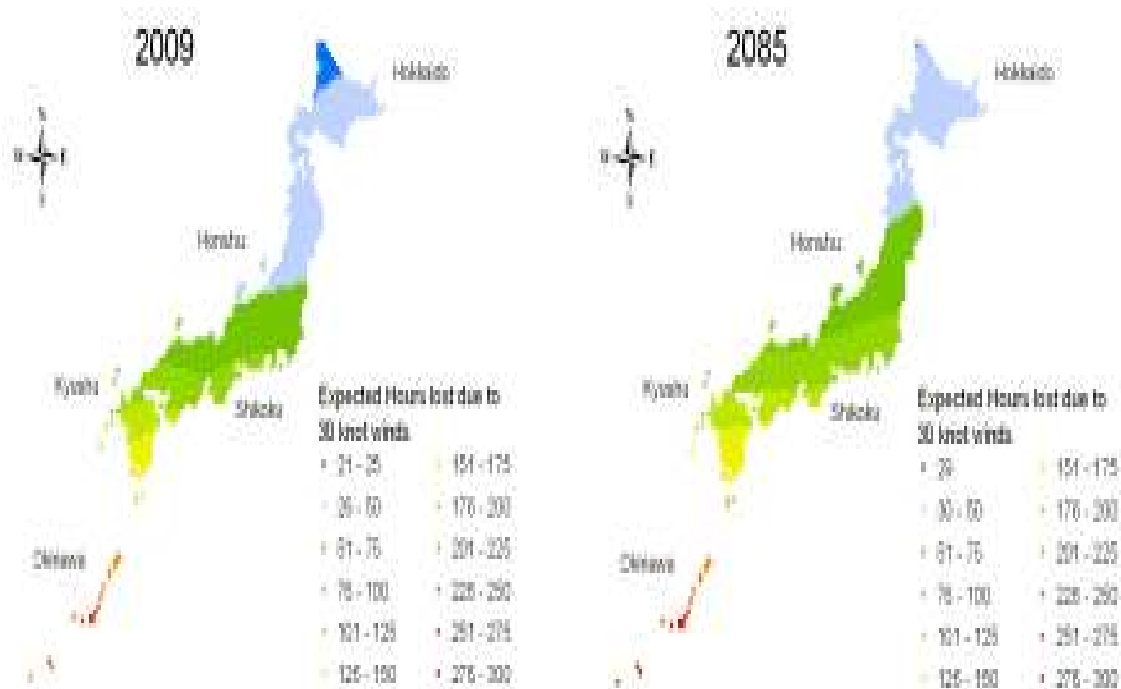 2009
Hokkaido
N
W E
S
Honshu
Kyushu
Shikoku
Expected Hours lost due to
30 knot winds
21 - 25
26 - 50
51 - 75
76 - 100
101 - 125
126 - 150
151 - 175
176 - 200
201 - 225
226 - 250
251 - 275
276 - 300
Okinawa
2085
Hokkaido
N
W E
S
Honshu
Kyushu
Shikoku
Expected Hours lost due to
30 knot winds
30 - 50
51 - 75
76 - 100
101 - 125
126 - 150
151 - 175
176 - 200
201 - 225
226 - 250
251 - 275
276 - 300
Okinawa